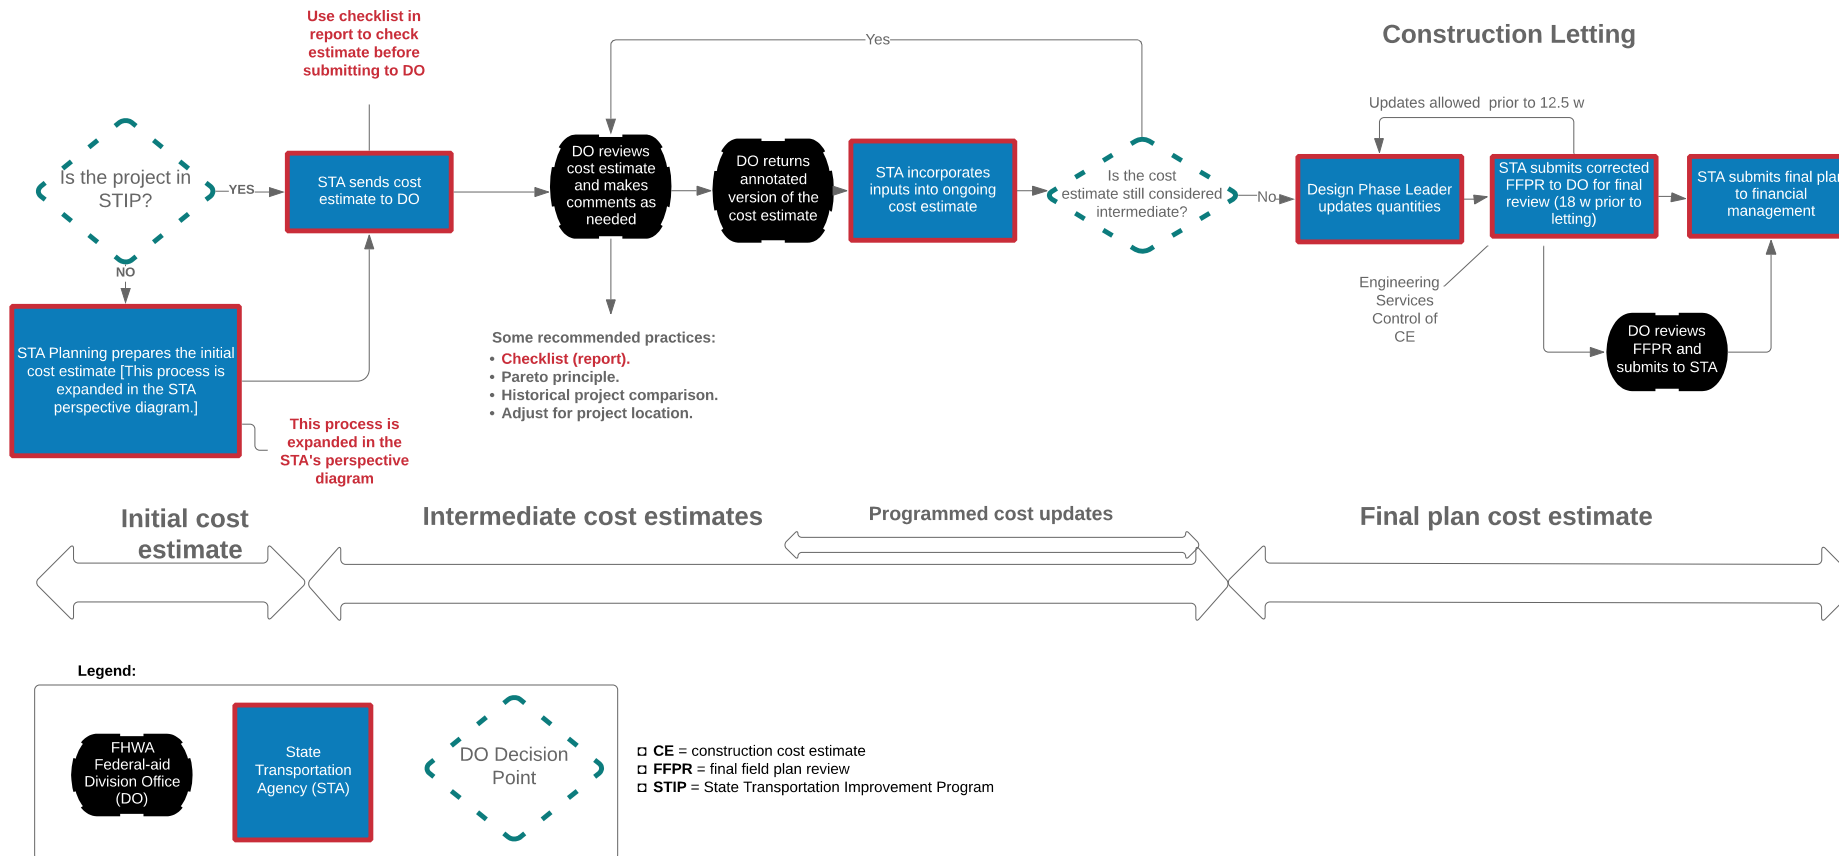 Use checklist in
report to check
estimate before
submitting to DO
Yes
Construction Letting
Updates allowed  prior to 12.5 w
Is the project in
STIP?
YES
NO
STA sends cost
estimate to DO
DO reviews
cost estimate
and makes
comments as
needed
DO returns
annotated
version of the
cost estimate
STA incorporates
inputs into ongoing
cost estimate
Is the cost
estimate still considered
intermediate?
No
Design Phase Leader
updates quantities
STA submits corrected
FFPR to DO for final
review (18 w prior to
letting)
STA submits final plan
to financial
management
Engineering
Services
Control of
CE
DO reviews
FFPR and
submits to STA
STA Planning prepares the initial
cost estimate [This process is
expanded in the STA
perspective diagram.]
This process is
expanded in the
STA's perspective
diagram
Some recommended practices:
• Checklist (report).
• Pareto principle.
• Historical project comparison.
• Adjust for project location.
Initial cost
estimate
Intermediate cost estimates
Programmed cost updates
Final plan cost estimate
Legend:
FHWA
Federal-aid
Division Office
(DO)
State
Transportation
Agency (STA)
DO Decision
Point
CE = construction cost estimate
FFPR = final field plan review
STIP = State Transportation Improvement Program